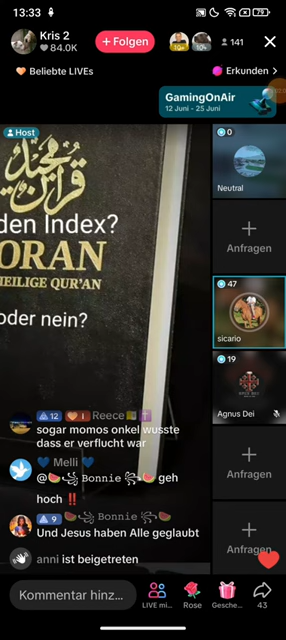 13:33
79
Kris 2
84.0K
+ Folgen
10+
141
Beliebte LIVEs
Erkunden >
GamingOnAir
12 Juni - 25 Juni
Host
0
Neutral
قرآن مجيد
den Index?
ORAN
HEILIGE QUR'AN
oder nein?
Anfragen
47
sicario
19
Agnus Dei
12 1 Reece
sogar momos onkel wusste
dass er verflucht war
Melli
@ Bonnie geh
hoch ‼️
9 Bonnie
Und Jesus haben Alle geglaubt
anni ist beigetreten
Anfragen
Anfragen
Kommentar hinz...
LIVE mi...
Rose
Gesche...
43